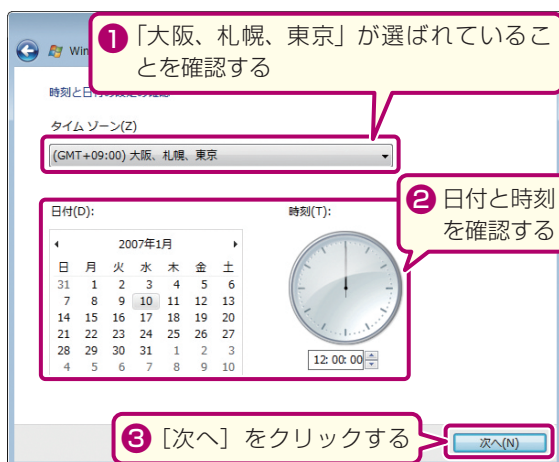 ❶「大阪、札幌、東京」が選ばれているこ
とを確認する
Win
時刻と日
タイム ゾーン(Z)
(GMT+09:00) 大阪、札幌、東京
日付(D):
時刻(T):
❷ 日付と時刻
を確認する
2007年1月
日 月 火 水 木 金 土
31 1 2 3 4 5 6
7 8 9 10 11 12 13
14 15 16 17 18 19 20
21 22 23 24 25 26 27
28 29 30 31 1 2 3
4 5 6 7 8 9 10
12: 00: 00
❸ [次へ] をクリックする
次へ(N)